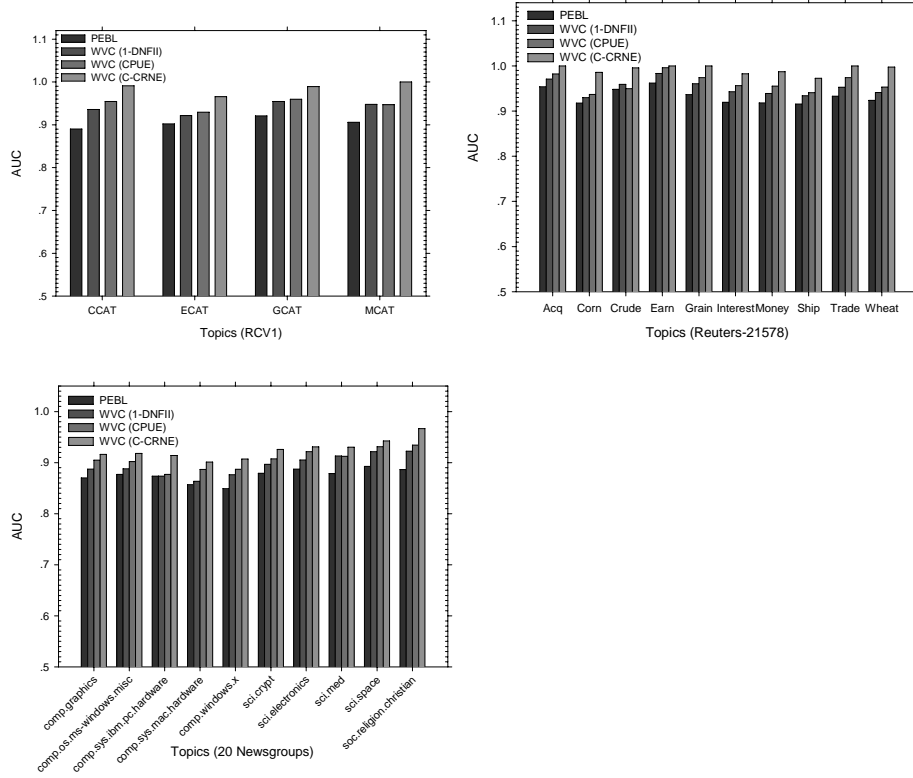 1.1
1.0
.9
.8
.7
.6
.5
AUC
PEBL
WVC (1-DNFII)
WVC (CPUE)
WVC (C-CRNE)
CCAT ECAT GCAT MCAT
Topics (RCV1)
1.1
1.0
.9
.8
.7
.6
.5
AUC
PEBL
WVC (1-DNFII)
WVC (CPUE)
WVC (C-CRNE)
Acq Corn Crude Earn Grain Interest Money Ship Trade Wheat
Topics (Reuters-21578)
1.0
.9
.8
.7
.6
.5
AUC
PEBL
WVC (1-DNFII)
WVC (CPUE)
WVC (C-CRNE)
comp.graphics
comp.os.ms-windows.misc
comp.sys.ibm.pc.hardware
comp.sys.mac.hardware
comp.windows.x
sci.crypt
sci.electronics
sci.med
sci.space
soc.religion.christian
Topics (20 Newsgroups)